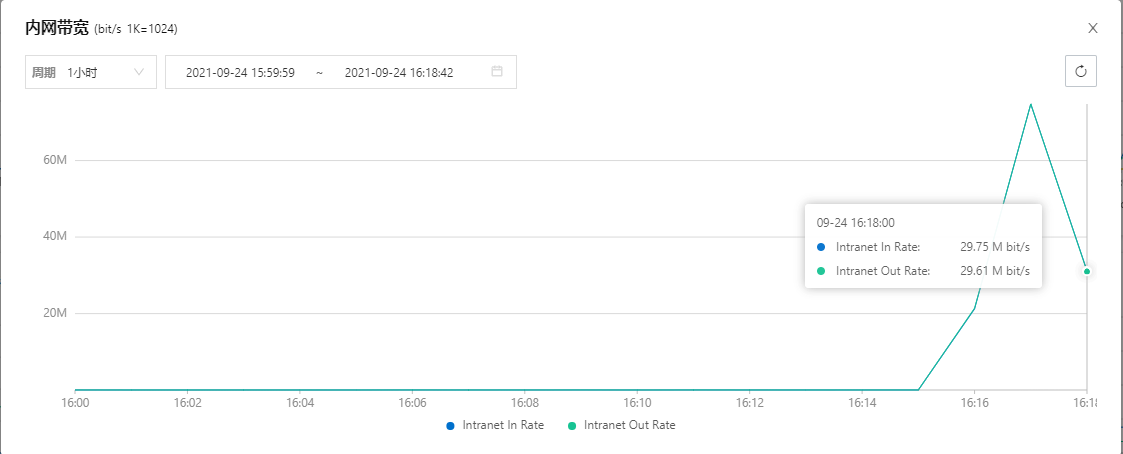 内网带宽 (bit/s 1K=1024)
周期 1小时 2021-09-24 15:59:59 ~ 2021-09-24 16:18:42
60M
40M
20M
09-24 16:18:00
Intranet In Rate: 29.75 M bit/s
Intranet Out Rate: 29.61 M bit/s
16:00 16:02 16:04 16:06 16:08 16:10 16:12 16:14 16:16 16:18
Intranet In Rate Intranet Out Rate